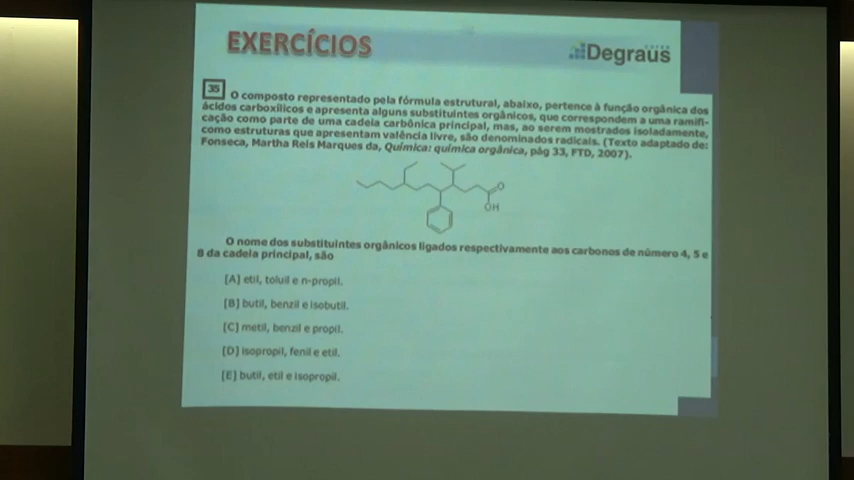 EXERCÍCIOS
CURSO
Degraus
35
O composto representado pela fórmula estrutural, abaixo, pertence à função orgânica dos
ácidos carboxílicos e apresenta alguns substituintes orgânicos, que correspondem a uma ramifi-
cação como parte de uma cadeia carbônica principal, mas, ao serem mostrados isoladamente,
como estruturas que apresentam valência livre, são denominados radicais. (Texto adaptado de:
Fonseca, Martha Reis Marques da, Química: química orgânica, pág 33, FTD, 2007).
O
OH
O nome dos substituintes orgânicos ligados respectivamente aos carbonos de número 4, 5 e
8 da cadeia principal, são
[A] etil, toluil e n-propil.
[B] butil, benzil e isobutil.
[C] metil, benzil e propil.
[D] isopropil, fenil e etil.
[E] butil, etil e isopropil.